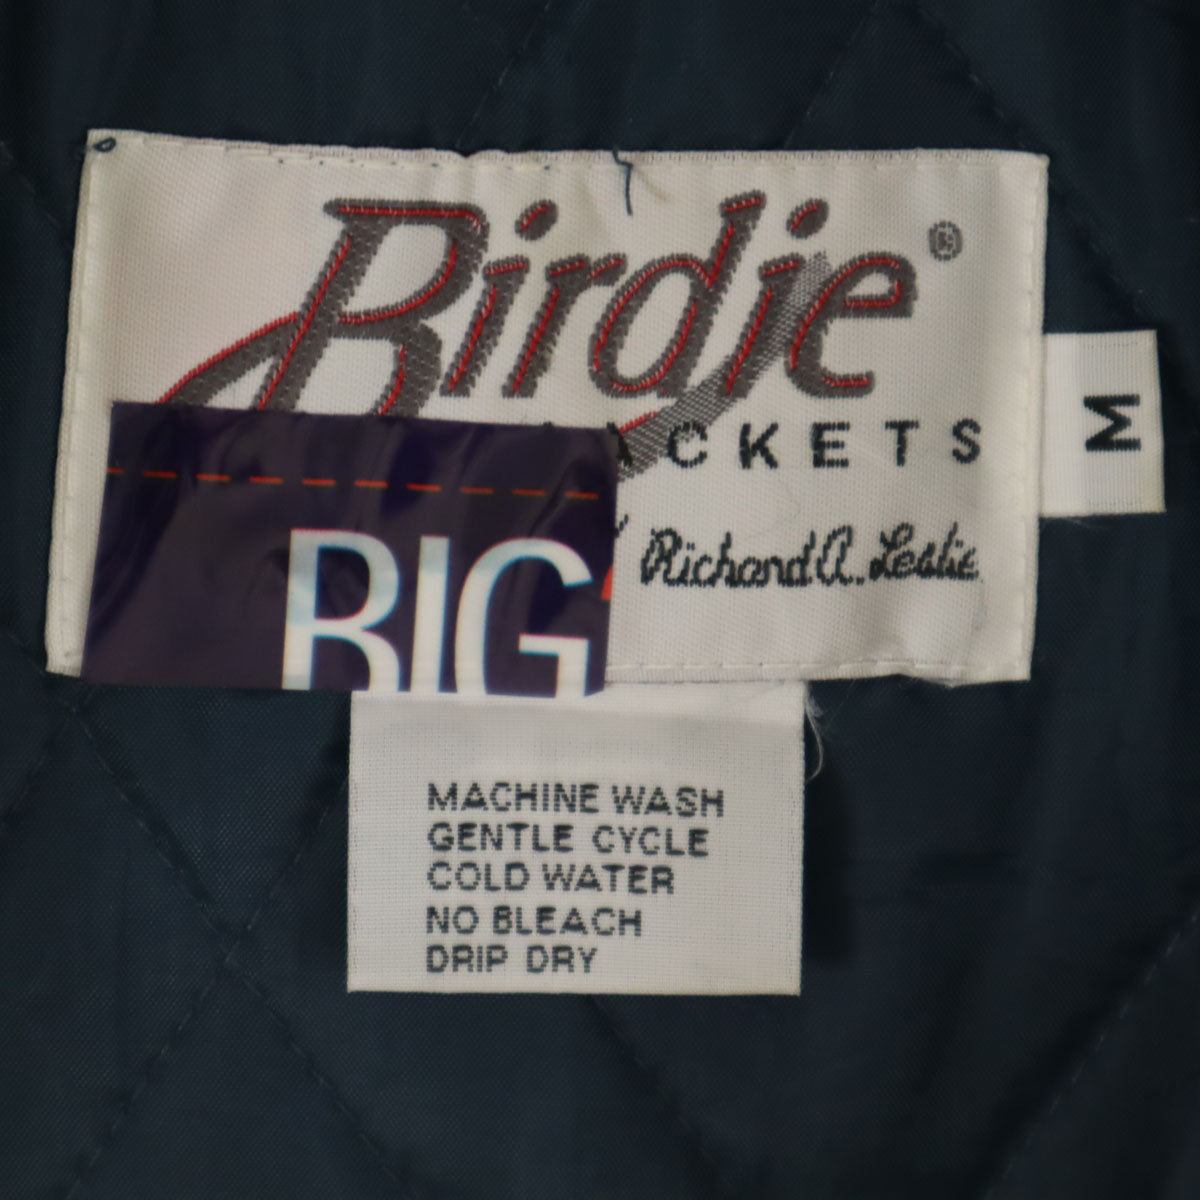 Birdie®
ACKETS
M
BIG
Richard A. Leslie
MACHINE WASH
GENTLE CYCLE
COLD WATER
NO BLEACH
DRIP DRY